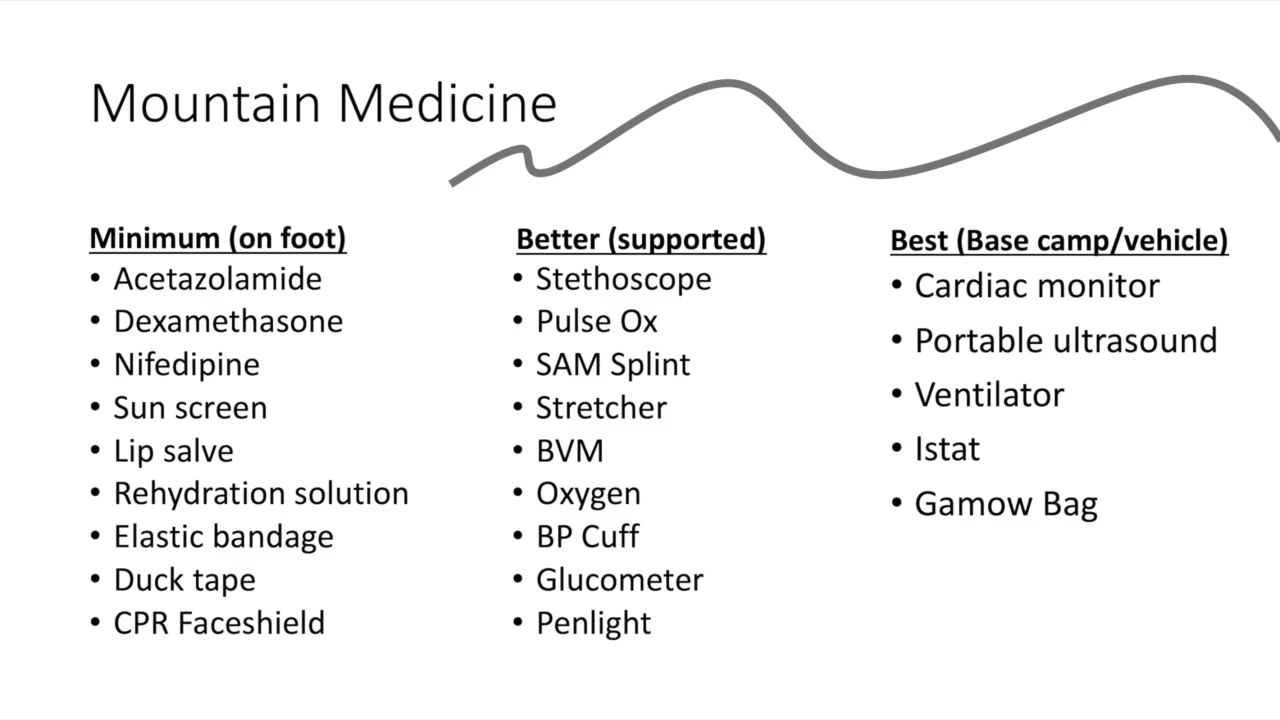 Mountain Medicine
Minimum (on foot)
• Acetazolamide
• Dexamethasone
• Nifedipine
• Sun screen
• Lip salve
• Rehydration solution
• Elastic bandage
• Duck tape
• CPR Faceshield
Better (supported)
• Stethoscope
• Pulse Ox
• SAM Splint
• Stretcher
• BVM
• Oxygen
• BP Cuff
• Glucometer
• Penlight
Best (Base camp/vehicle)
• Cardiac monitor
• Portable ultrasound
• Ventilator
• Istat
• Gamow Bag